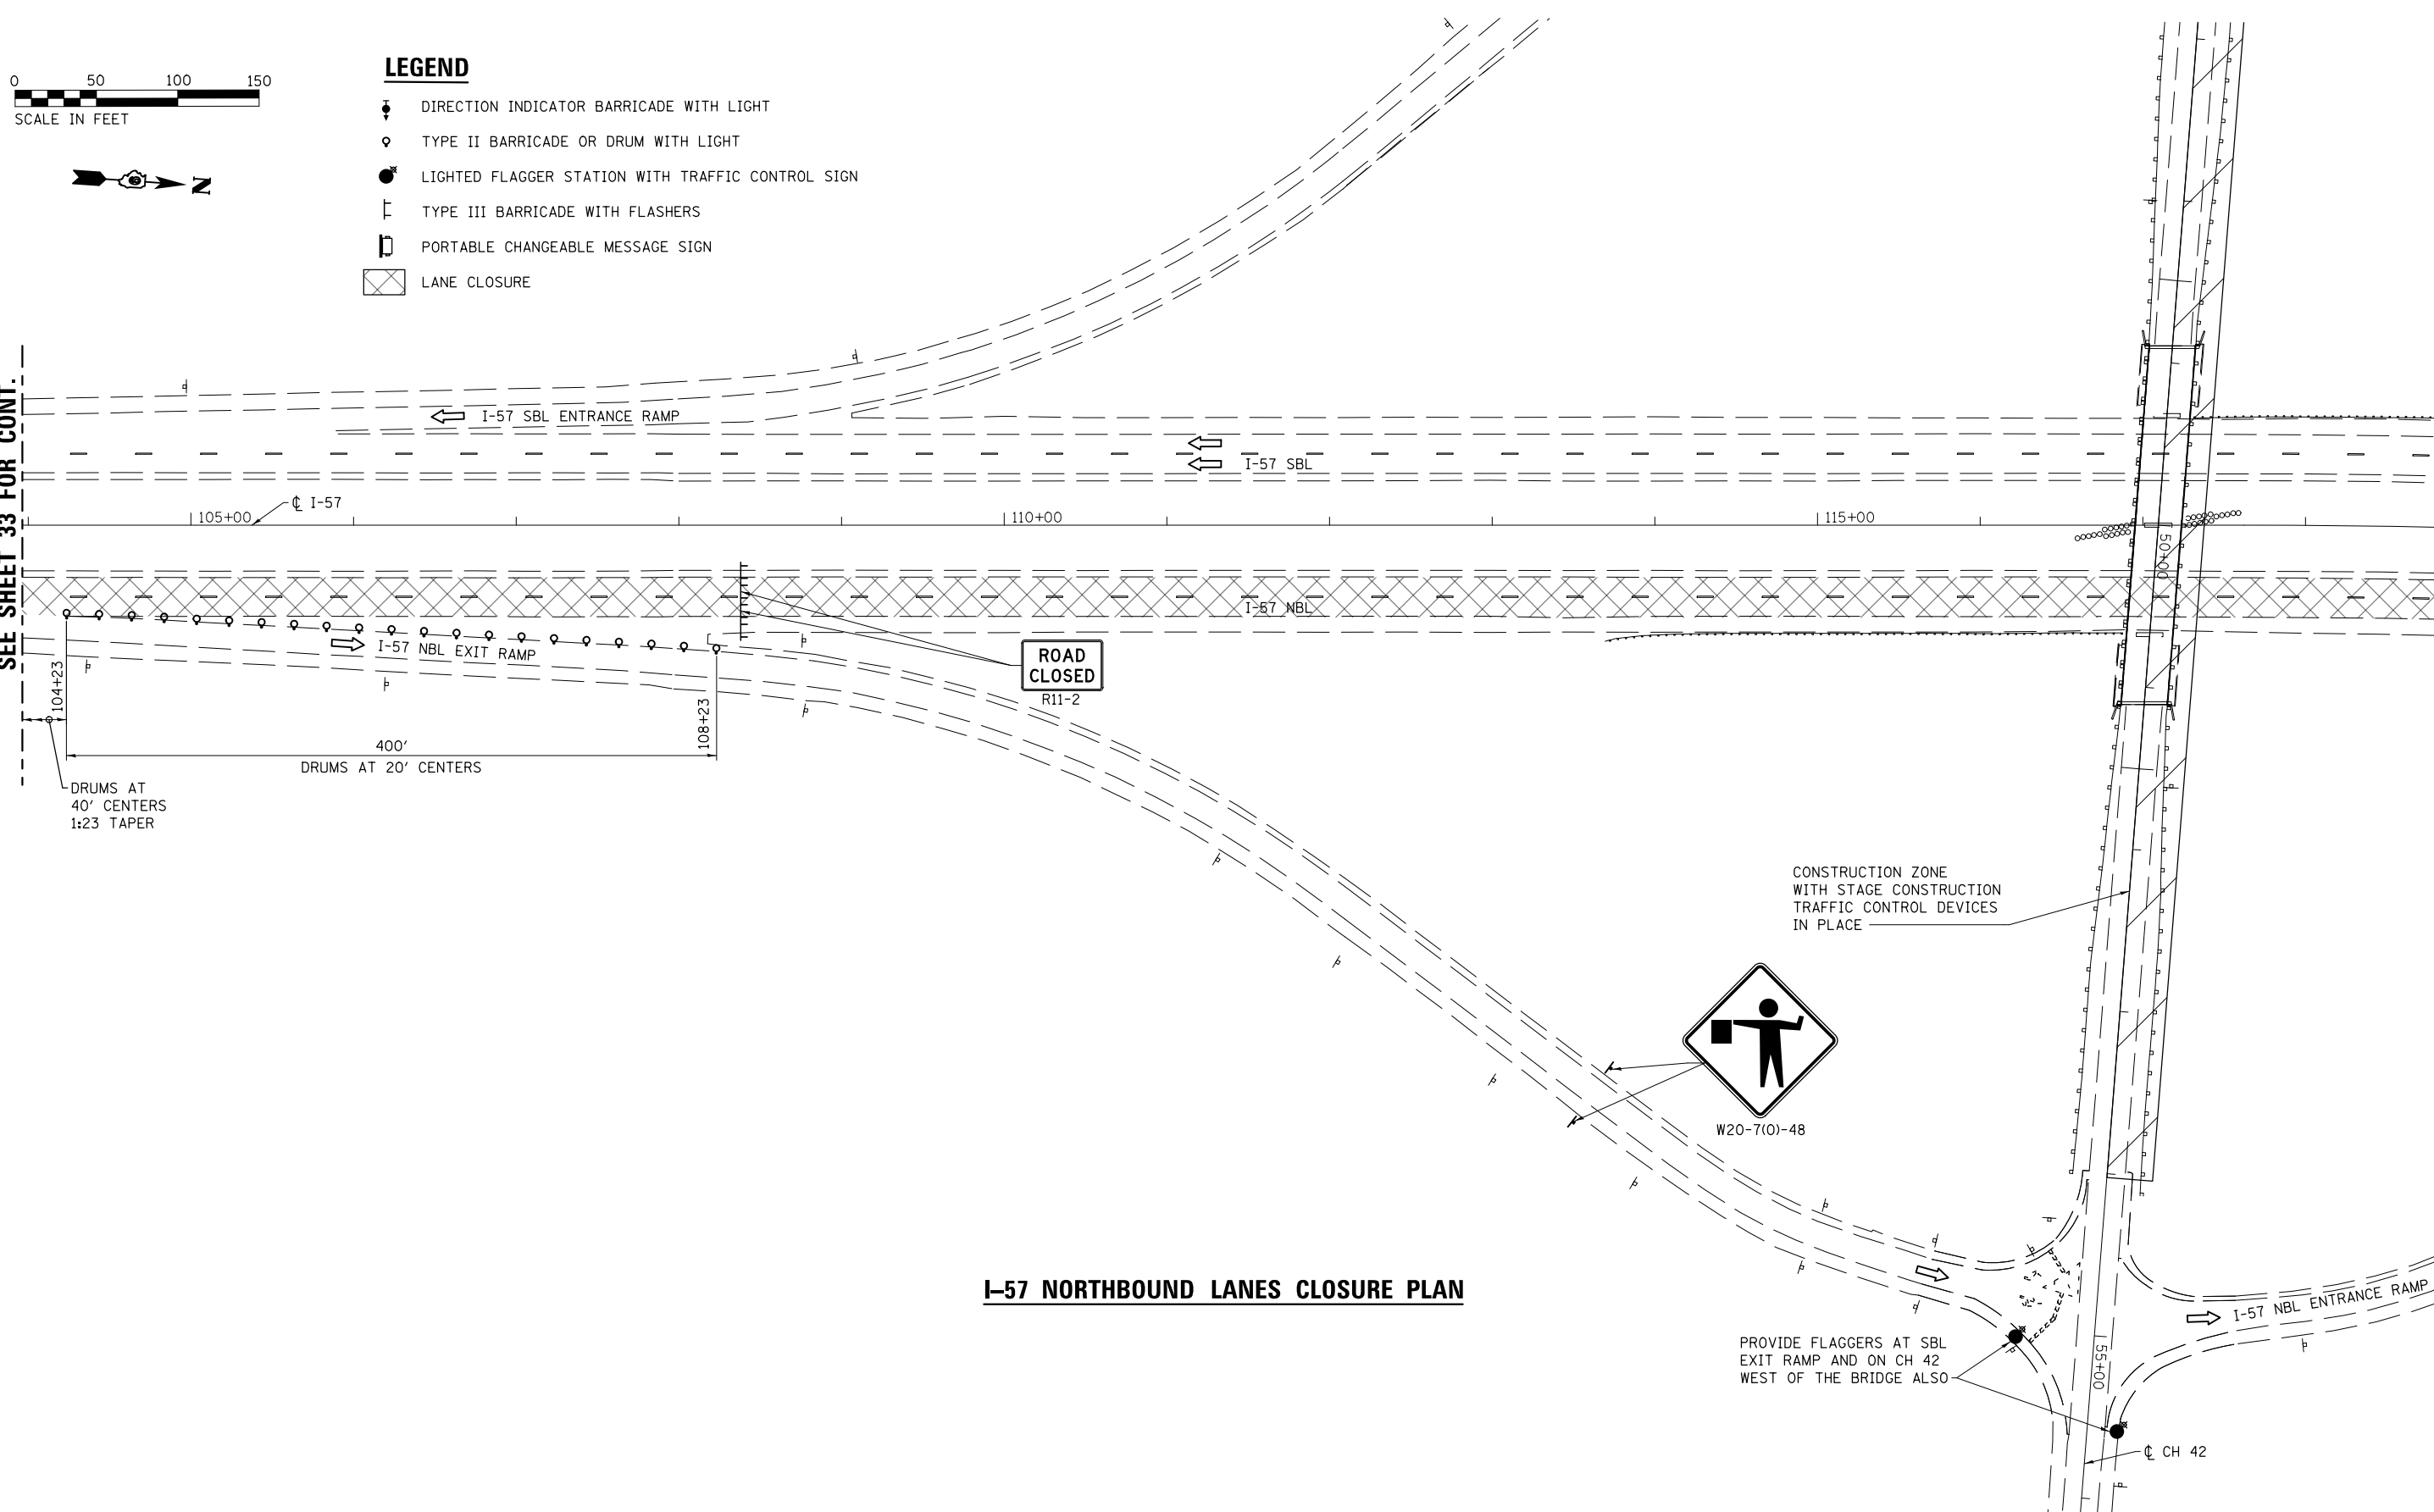 0 50 100 150
SCALE IN FEET
N
LEGEND
DIRECTION INDICATOR BARRICADE WITH LIGHT
TYPE II BARRICADE OR DRUM WITH LIGHT
LIGHTED FLAGGER STATION WITH TRAFFIC CONTROL SIGN
TYPE III BARRICADE WITH FLASHERS
PORTABLE CHANGEABLE MESSAGE SIGN
LANE CLOSURE
SEE SHEET 33 FOR CONT.
I-57 SBL ENTRANCE RAMP
I-57 SBL
℄ I-57
105+00
110+00
115+00
50+00
I-57 NBL
I-57 NBL EXIT RAMP
ROAD
CLOSED
R11-2
104+23
108+23
400'
DRUMS AT 20' CENTERS
DRUMS AT
40' CENTERS
1:23 TAPER
CONSTRUCTION ZONE
WITH STAGE CONSTRUCTION
TRAFFIC CONTROL DEVICES
IN PLACE
W20-7(O)-48
I–57 NORTHBOUND LANES CLOSURE PLAN
I-57 NBL ENTRANCE RAMP
PROVIDE FLAGGERS AT SBL
EXIT RAMP AND ON CH 42
WEST OF THE BRIDGE ALSO
55+00
℄ CH 42